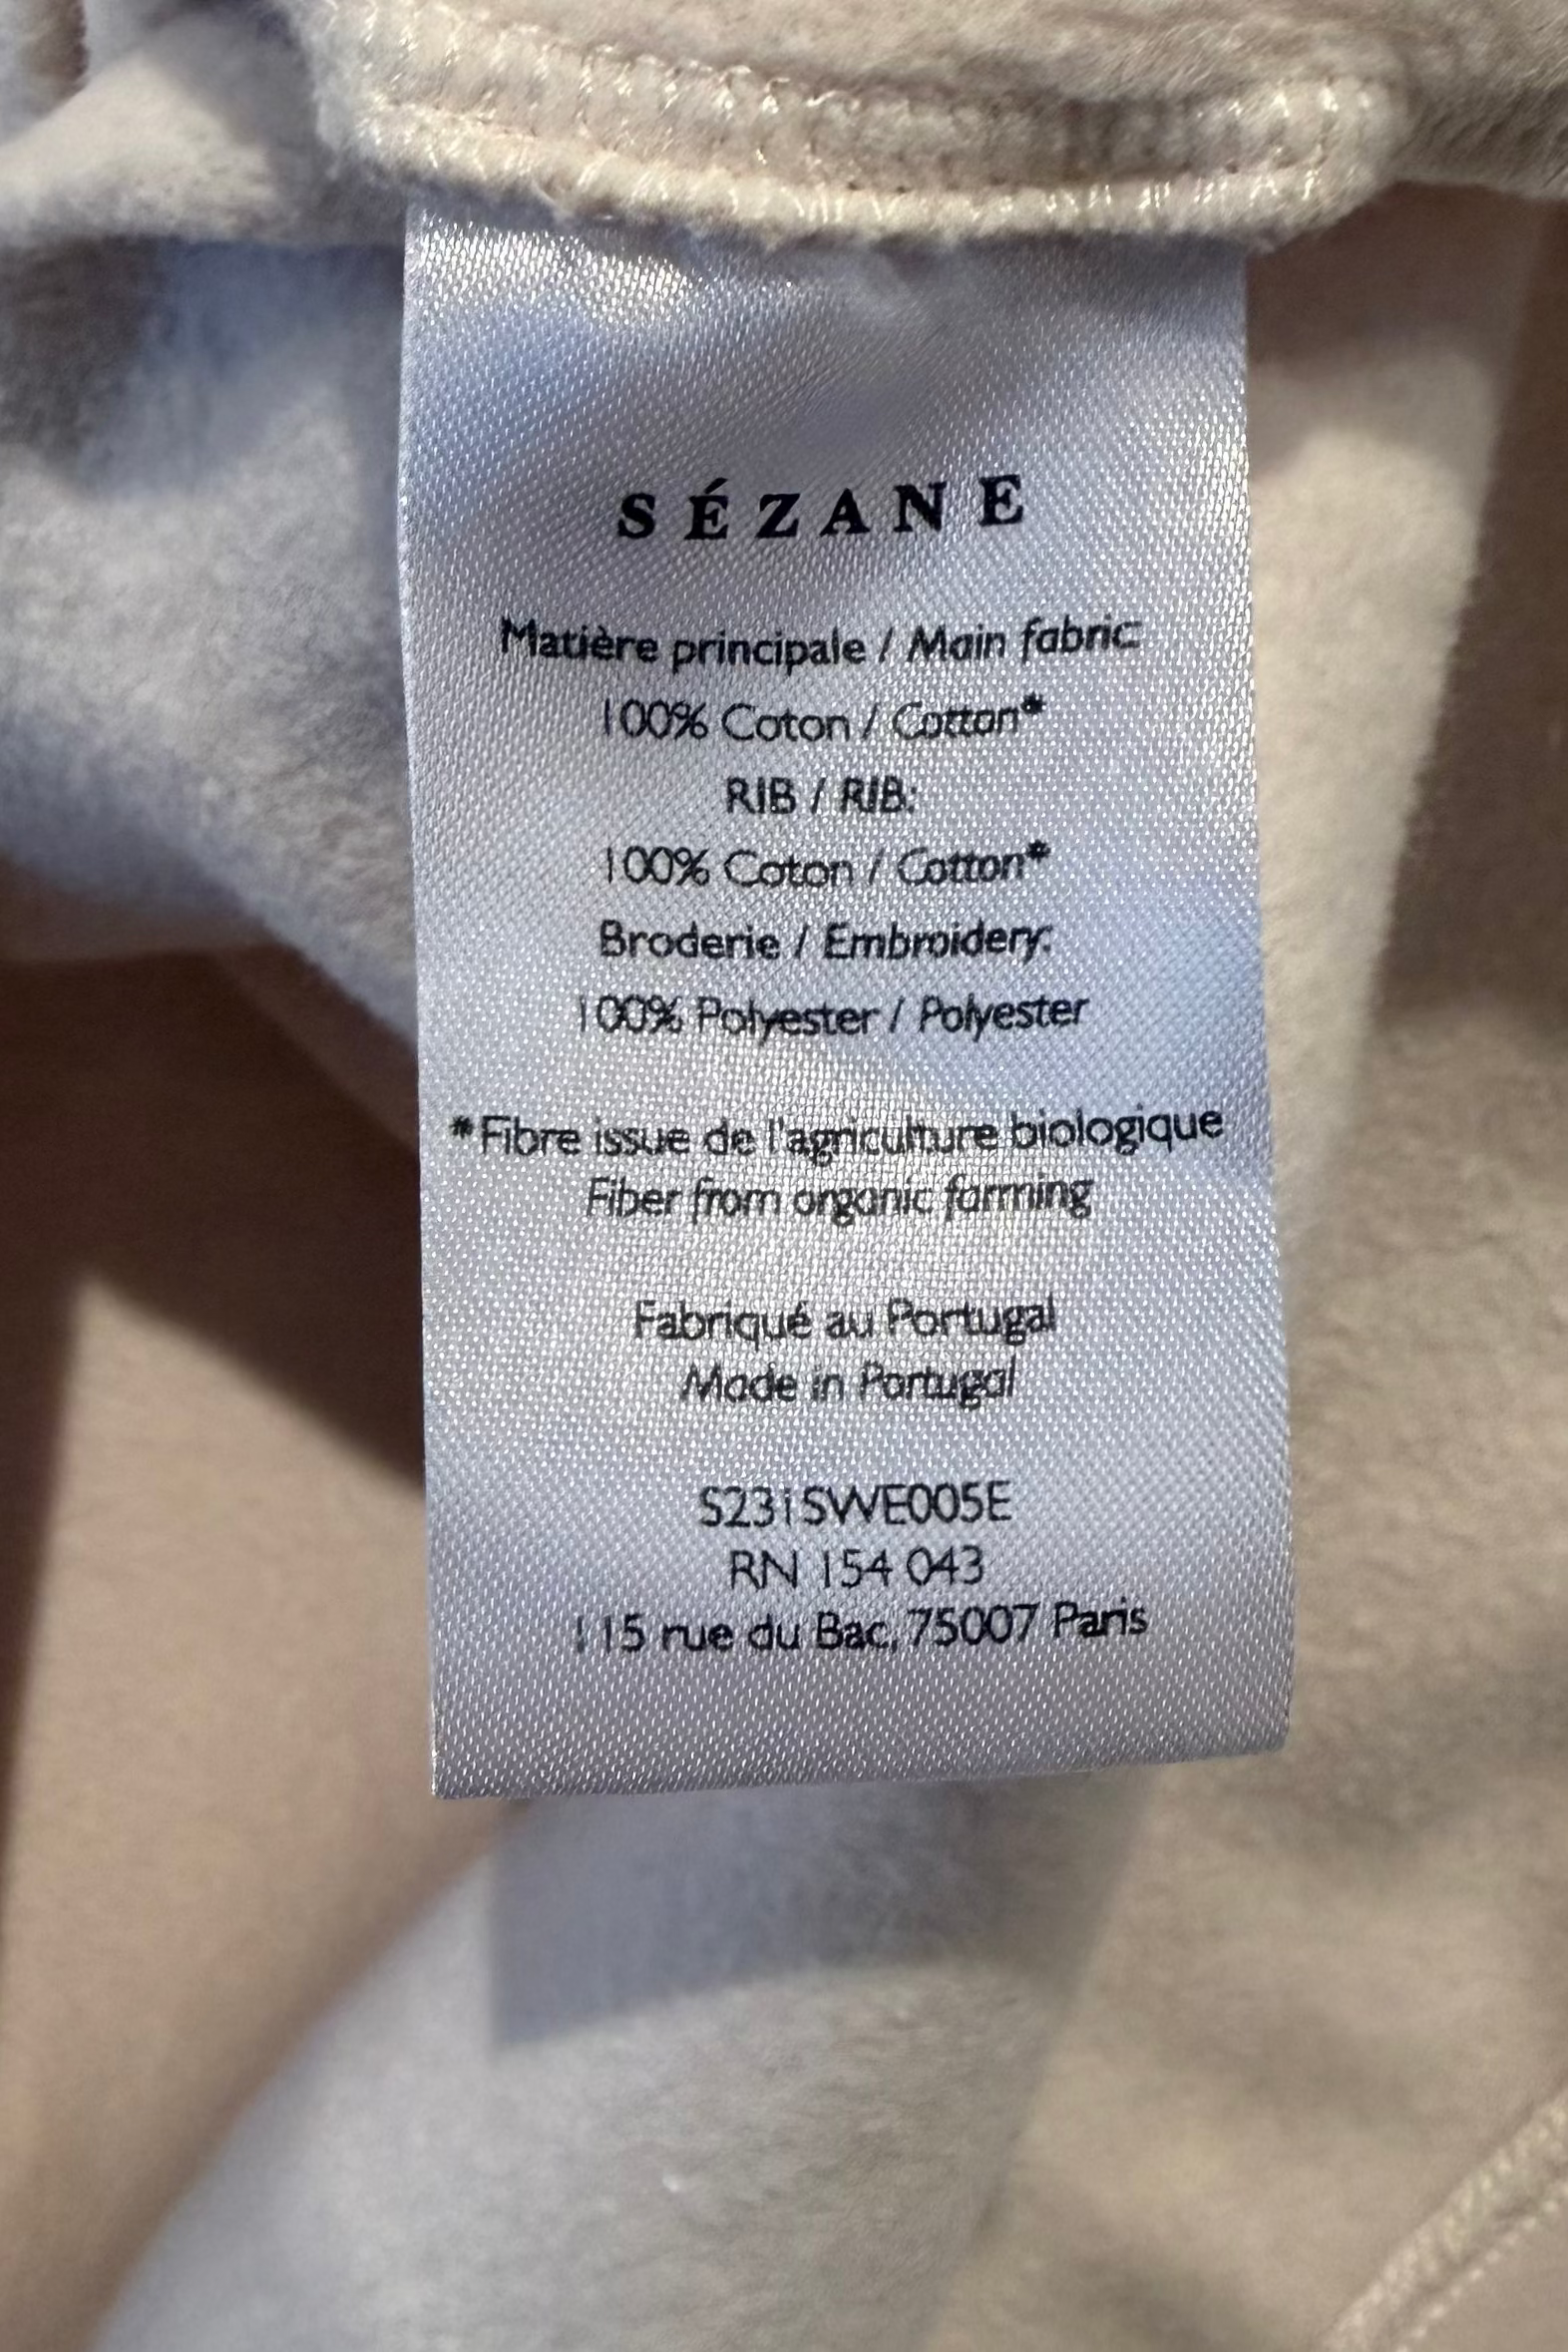 SÉZANE
Matière principale / Main fabric
100% Coton / Cotton*
RIB / RIB:
100% Coton / Cotton*
Broderie / Embroidery:
100% Polyester / Polyester
*Fibre issue de l'agriculture biologique
Fiber from organic farming
Fabriqué au Portugal
Made in Portugal
S231SWE005E
RN 154 043
115 rue du Bac, 75007 Paris